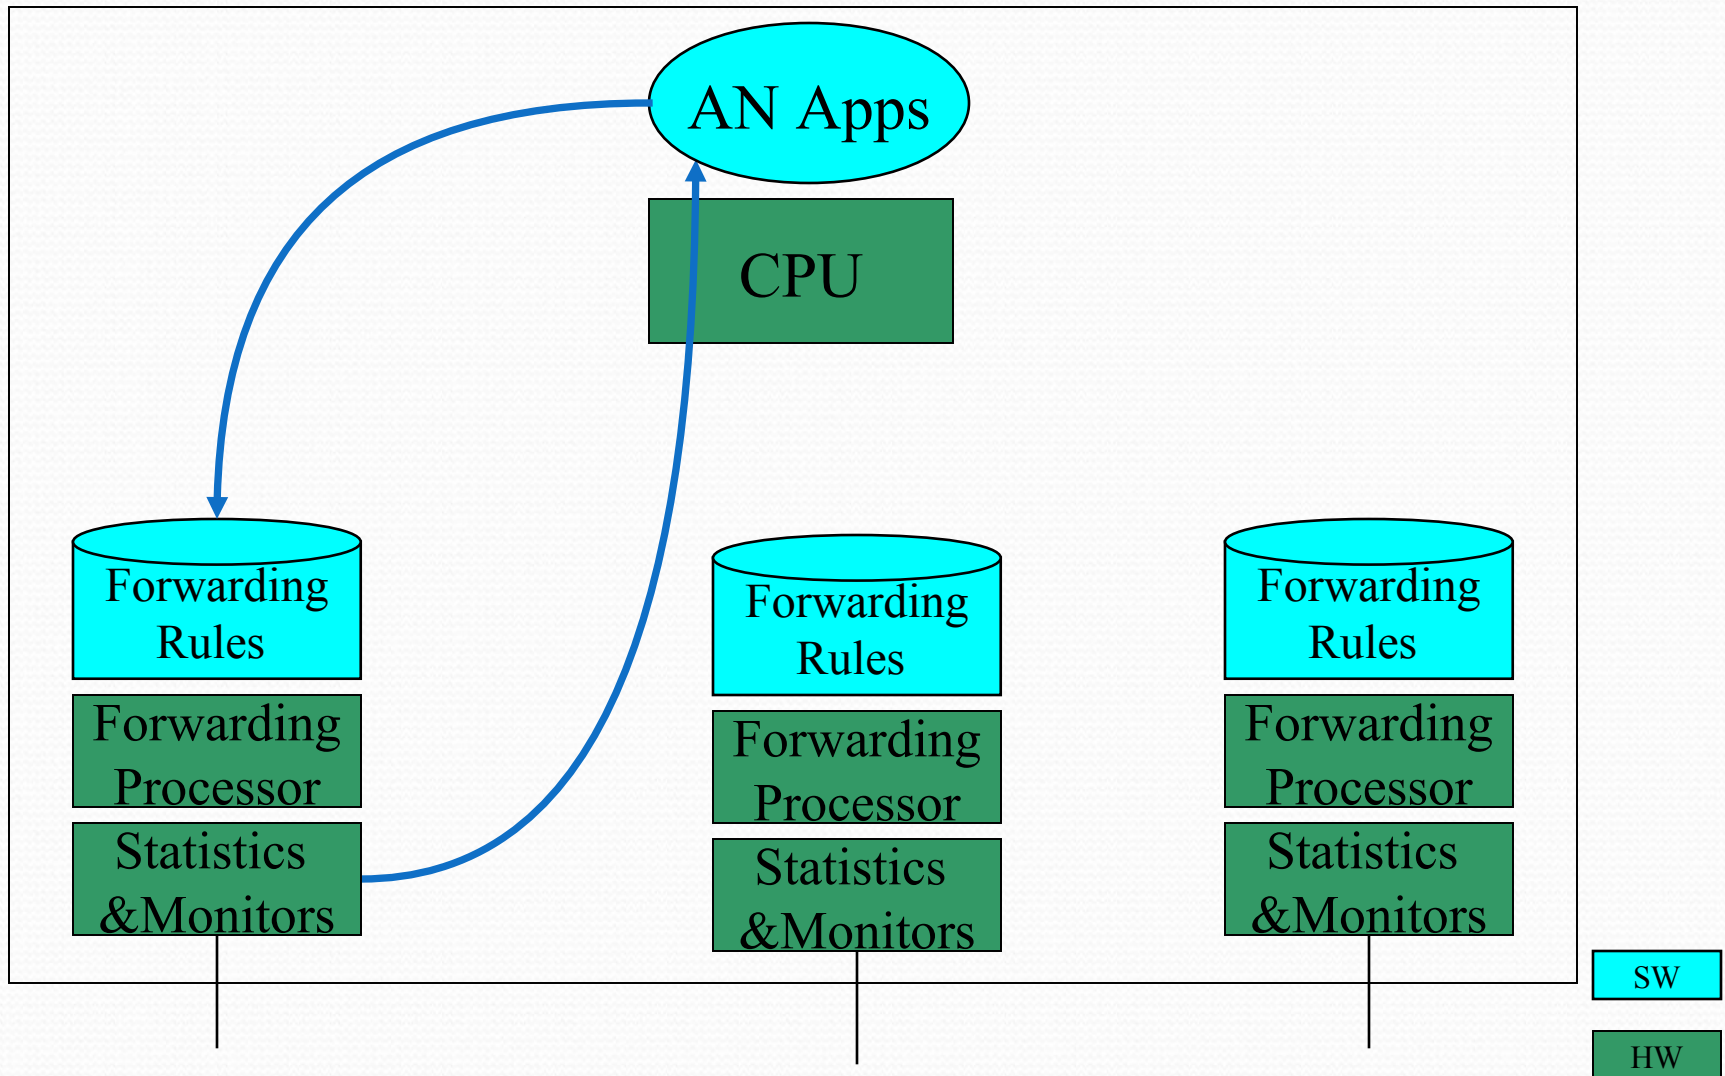 AN Apps
CPU
Forwarding
Rules
Forwarding
Processor
Statistics
&Monitors
Forwarding
Rules
Forwarding
Processor
Statistics
&Monitors
Forwarding
Rules
Forwarding
Processor
Statistics
&Monitors
SW
HW